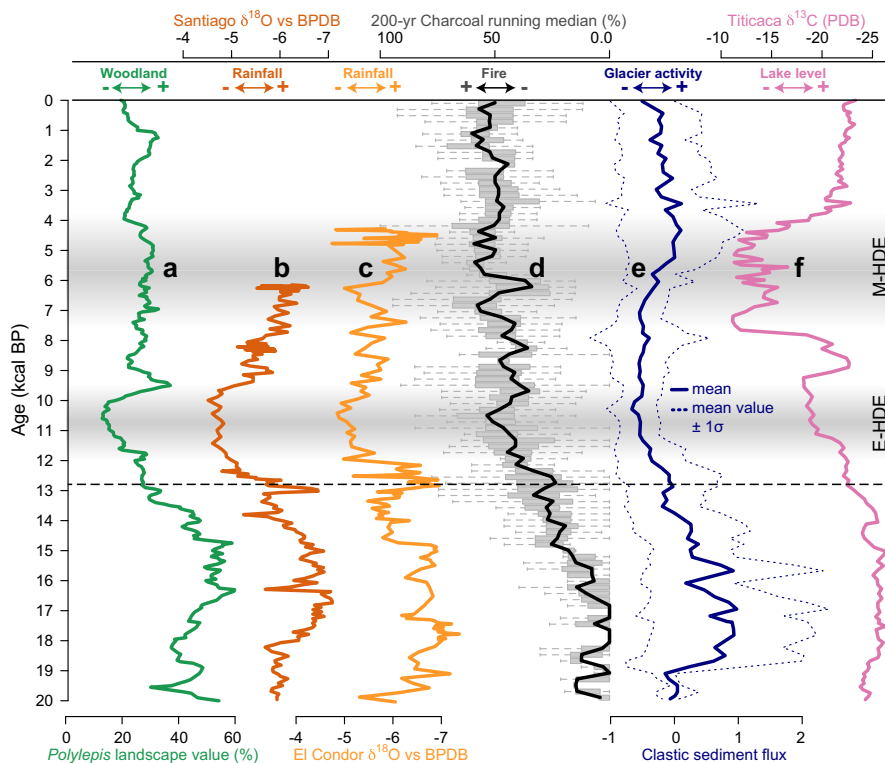 Santiago δ18O vs BPDB
200-yr Charcoal running median (%)
Titicaca δ13C (PDB)
-4 -5 -6 -7
100 50 0.0
-10 -15 -20 -25
Woodland
Rainfall
Rainfall
Fire
Glacier activity
Lake level
- +
- +
- +
+ -
- +
- +
Age (kcal BP)
0
1
2
3
4
5
6
7
8
9
10
11
12
13
14
15
16
17
18
19
20
a b c d e f
M-HDE
E-HDE
mean
mean value
± 1σ
0 20 40 60
-4 -5 -6 -7
-1 0 1 2
Polylepis landscape value (%)
El Condor δ18O vs BPDB
Clastic sediment flux